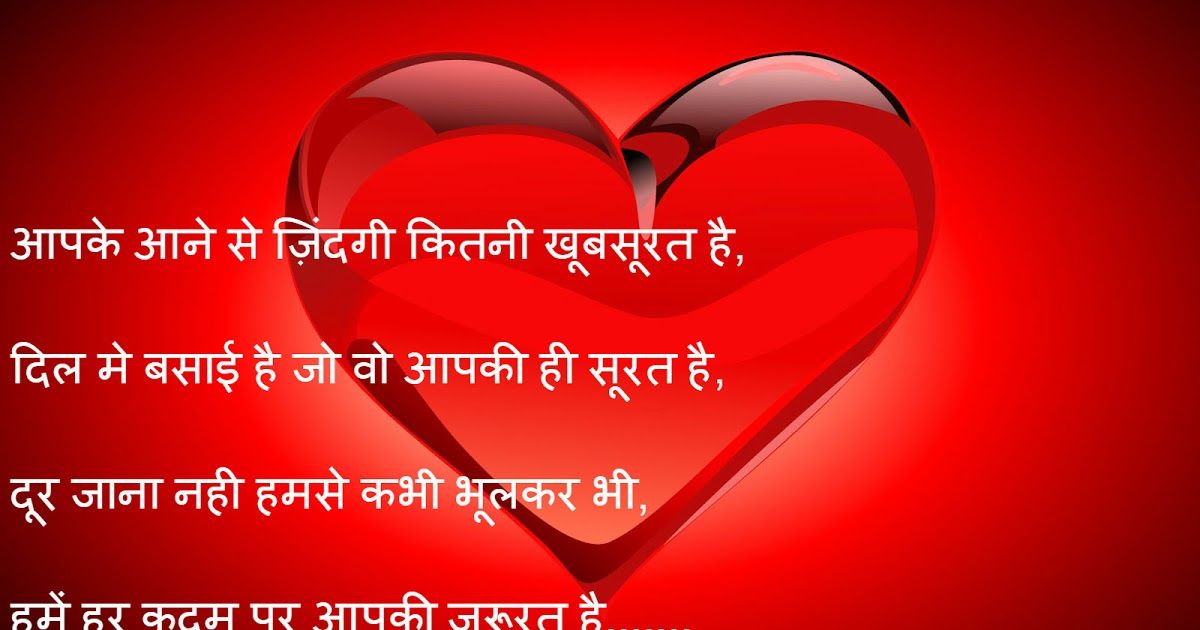 आपके आने से ज़िंदगी कितनी खूबसूरत है,
दिल मे बसाई है जो वो आपकी ही सूरत है,
दूर जाना नही हमसे कभी भूलकर भी,
हमें हर कदम पर आपकी जरूरत है.......